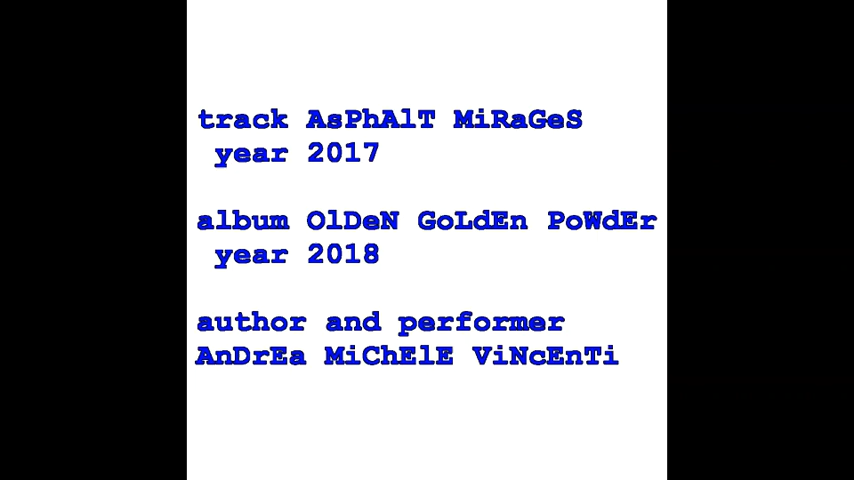 track AsPhAlT MiRaGeS
year 2017
album OlDeN GoLdEn PoWdEr
year 2018
author and performer
AnDrEa MiChElE ViNcEnTi